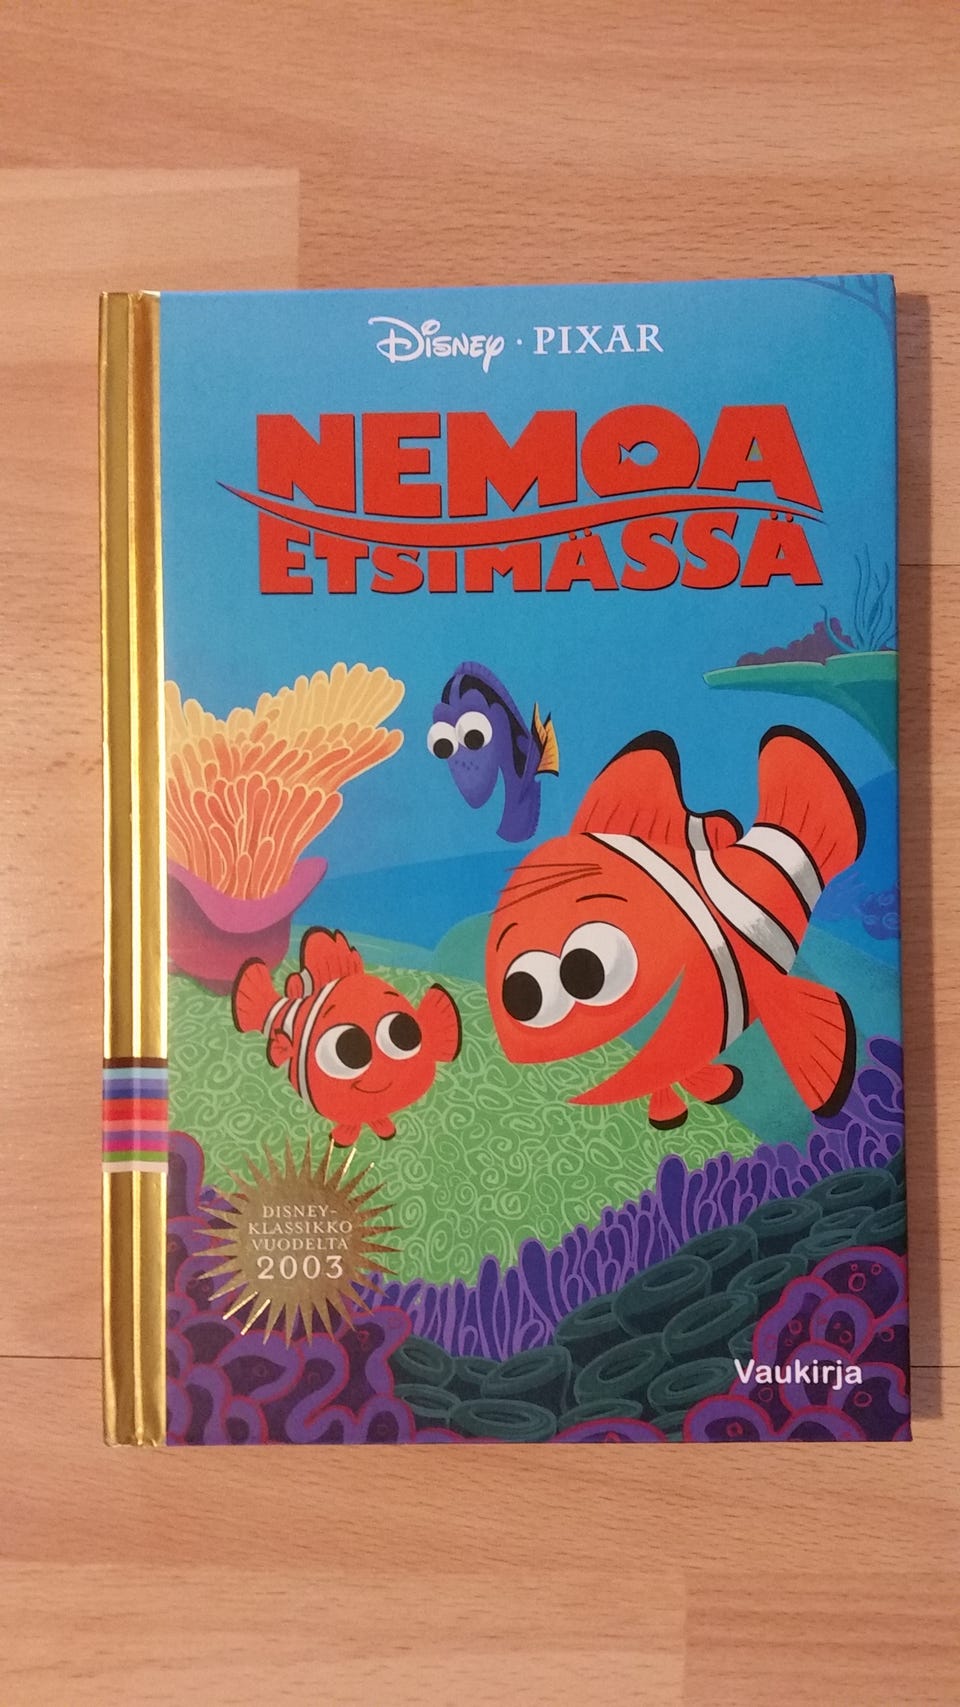 Disney · PIXAR
NEMOA
ETSIMÄSSÄ
DISNEY-
KLASSIKKO
VUODELTA
2003
Vaukirja